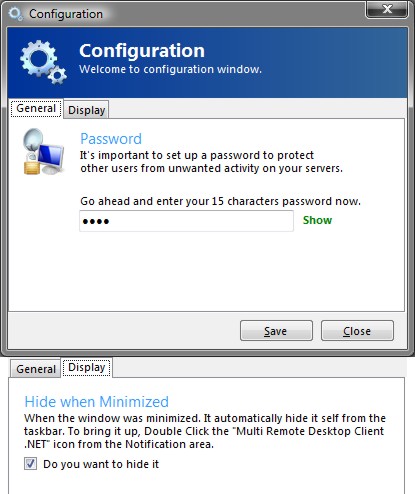 Configuration
Configuration
Welcome to configuration window.
General Display
Password
It's important to set up a password to protect
other users from unwanted activity on your servers.
Go ahead and enter your 15 characters password now.
●●●● Show
Save Close
General Display
Hide when Minimized
When the window was minimized. It automatically hide it self from the
taskbar. To bring it up, Double Click the "Multi Remote Desktop Client
.NET" icon from the Notification area.
Do you want to hide it